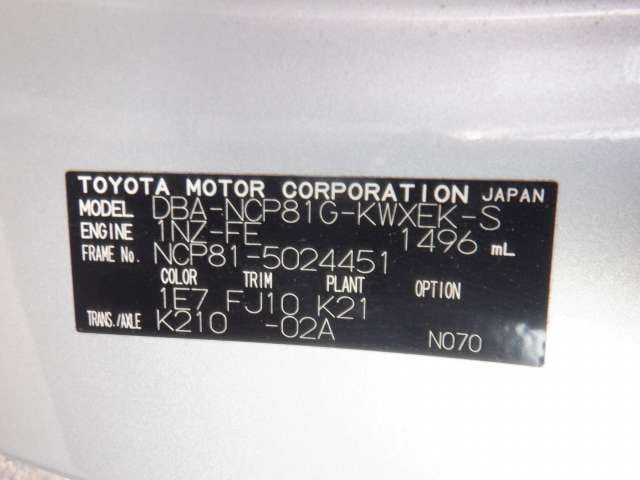 TOYOTA MOTOR CORPORATION JAPAN
MODEL DBA-NCP81G-KWXEK-S
ENGINE 1NZ-FE 1496 mL
FRAME No. NCP81-5024451
COLOR TRIM PLANT OPTION
1E7 FJ10 K21
TRANS./AXLE K210 -02A
N070